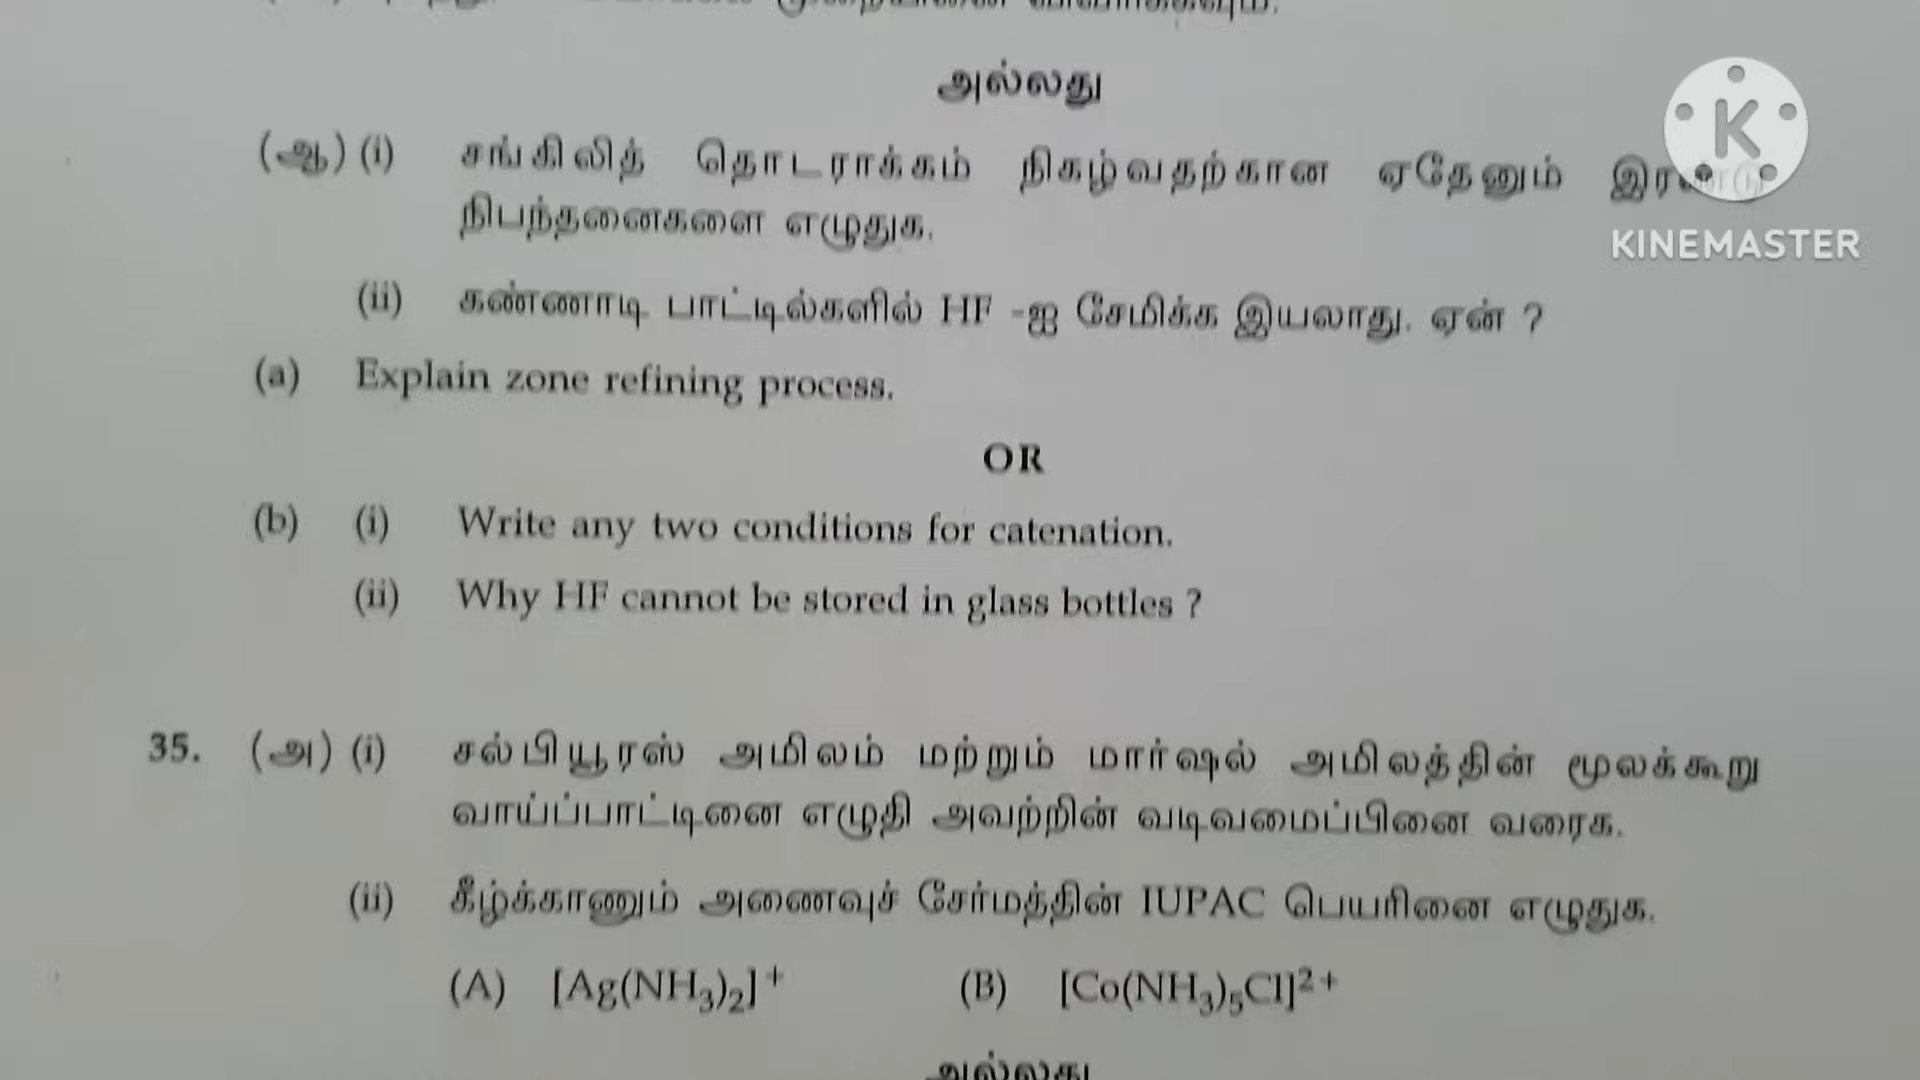 அல்லது
(ஆ) (i) சங்கிலித் தொடராக்கம் நிகழ்வதற்கான ஏதேனும்
நிபந்தனைகளை எழுதுக.
KINEMASTER
(ii) கண்ணாடி பாட்டில்களில் HF -ஐ சேமிக்க இயலாது. ஏன் ?
(a) Explain zone refining process.
OR
(b) (i) Write any two conditions for catenation.
(ii) Why HF cannot be stored in glass bottles ?
35. (அ) (i) சல்பியூரஸ் அமிலம் மற்றும் மார்ஷல் அமிலத்தின் மூலக்கூறு
வாய்ப்பாட்டினை எழுதி அவற்றின் வடிவமைப்பினை வரைக.
(ii) கீழ்க்காணும் அணைவுச் சேர்மத்தின் IUPAC பெயரினை எழுதுக.
(A) [Ag(NH₃)₂]⁺ (B) [Co(NH₃)₅Cl]²⁺
அல்லது